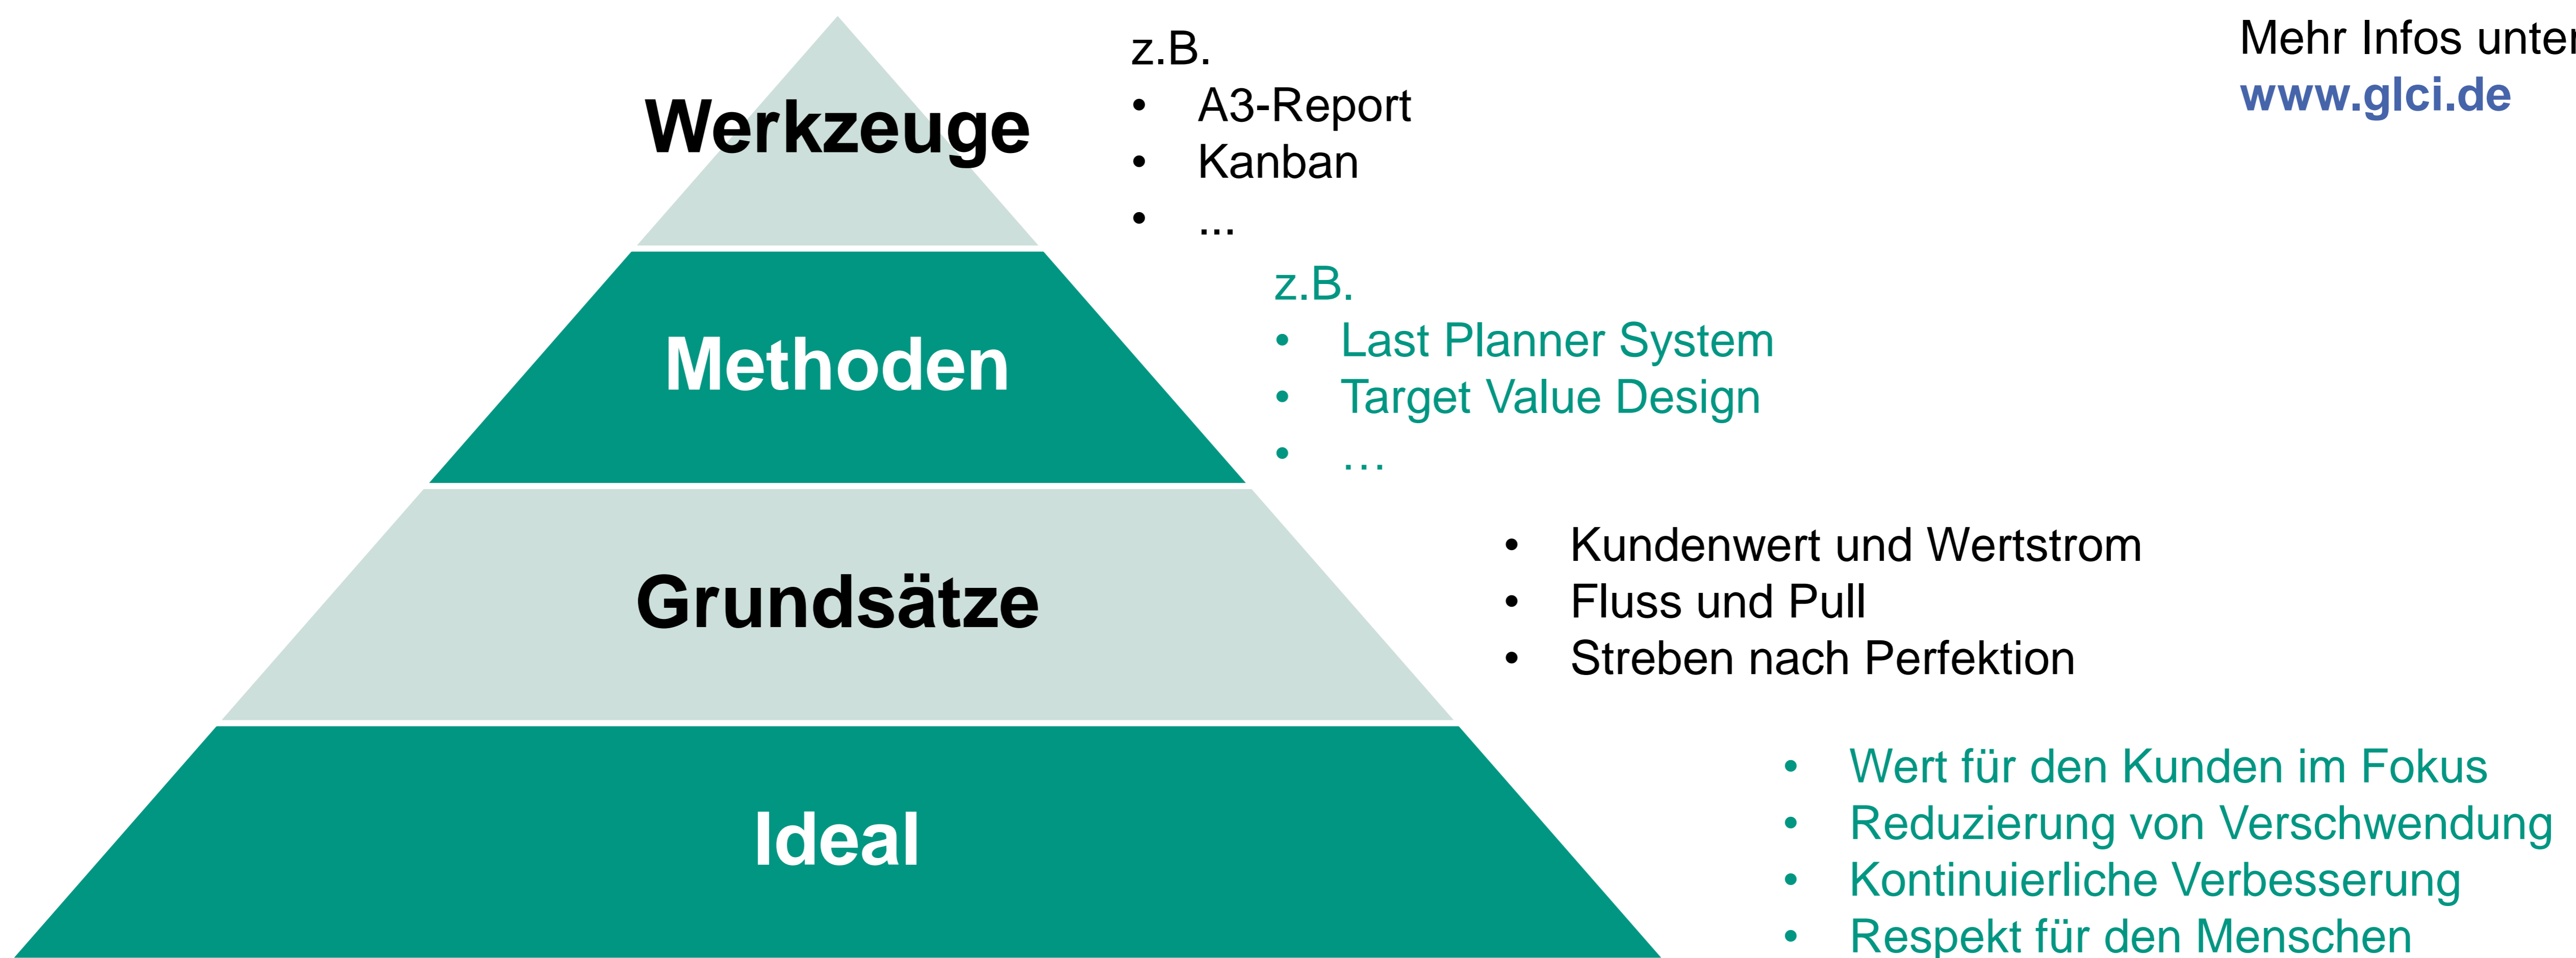 Werkzeuge
z.B.
• A3-Report
• Kanban
• ...
Mehr Infos unter
www.glci.de
Methoden
z.B.
• Last Planner System
• Target Value Design
• …
Grundsätze
• Kundenwert und Wertstrom
• Fluss und Pull
• Streben nach Perfektion
Ideal
• Wert für den Kunden im Fokus
• Reduzierung von Verschwendung
• Kontinuierliche Verbesserung
• Respekt für den Menschen